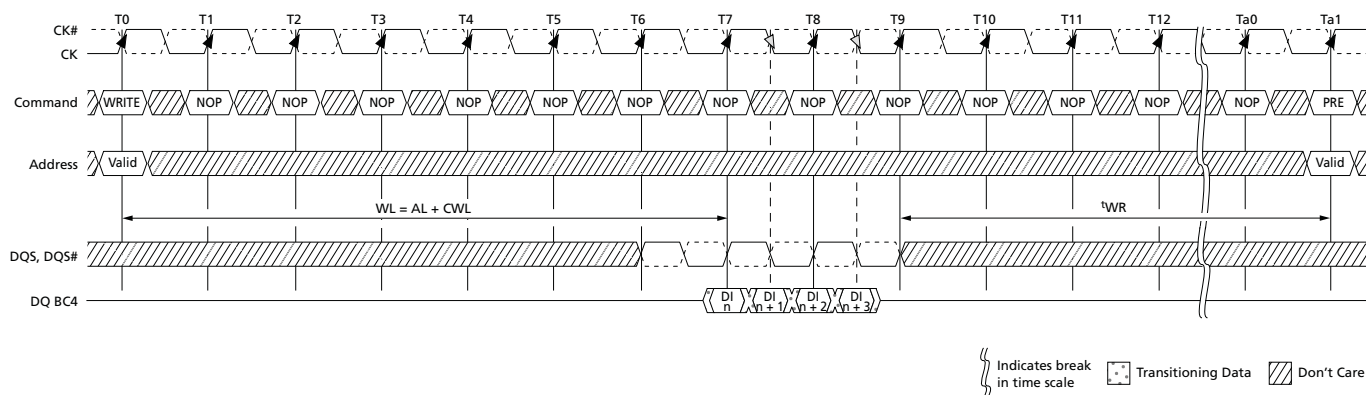 T0 T1 T2 T3 T4 T5 T6 T7 T8 T9 T10 T11 T12 Ta0 Ta1
CK#
CK
Command WRITE NOP NOP NOP NOP NOP NOP NOP NOP NOP NOP NOP NOP NOP PRE
Address Valid Valid
WL = AL + CWL tWR
DQS, DQS#
DQ BC4 DI n DI n + 1 DI n + 2 DI n + 3
Indicates break in time scale Transitioning Data Don't Care